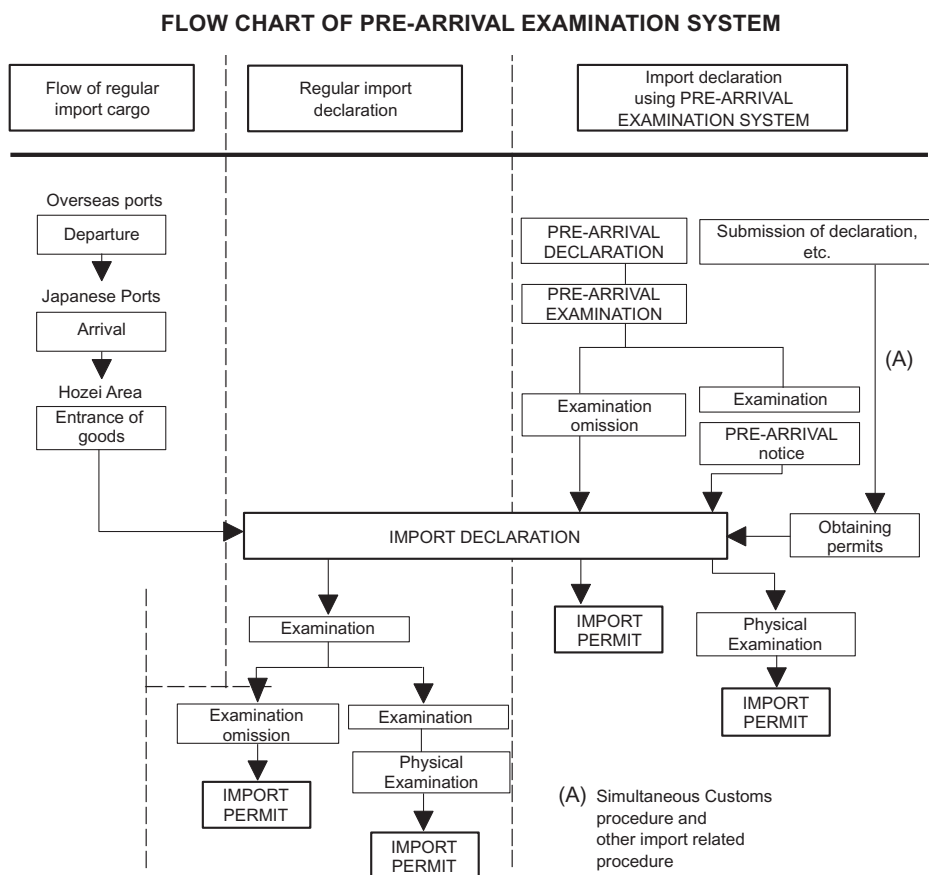 FLOW CHART OF PRE-ARRIVAL EXAMINATION SYSTEM
Flow of regular
import cargo
Regular import
declaration
Import declaration
using PRE-ARRIVAL
EXAMINATION SYSTEM
Overseas ports
Departure
Japanese Ports
Arrival
Hozei Area
Entrance of
goods
PRE-ARRIVAL
DECLARATION
Submission of declaration,
etc.
PRE-ARRIVAL
EXAMINATION
(A)
Examination
omission
Examination
PRE-ARRIVAL
notice
IMPORT DECLARATION
Obtaining
permits
Examination
IMPORT
PERMIT
Physical
Examination
IMPORT
PERMIT
Examination
omission
IMPORT
PERMIT
Examination
Physical
Examination
IMPORT
PERMIT
(A) Simultaneous Customs
procedure and
other import related
procedure